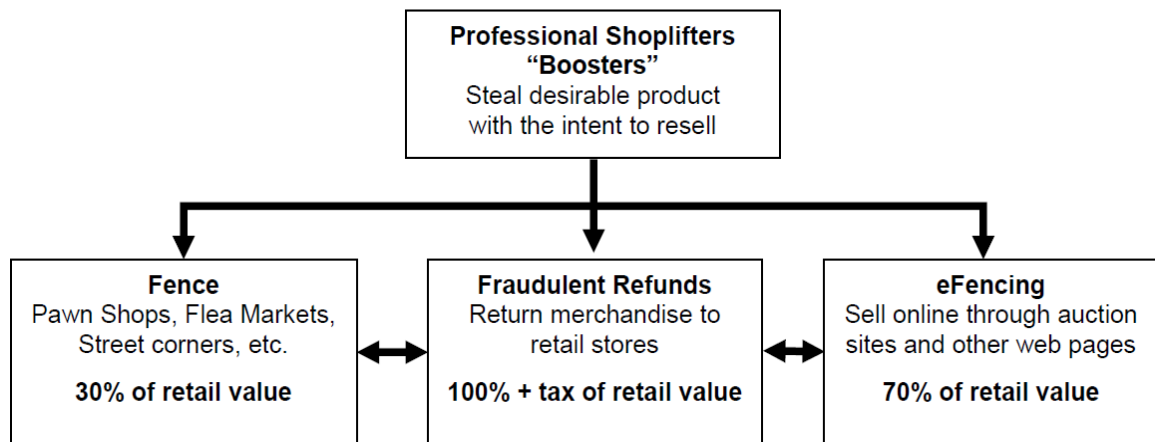 Professional Shoplifters
“Boosters”
Steal desirable product
with the intent to resell
Fence
Pawn Shops, Flea Markets,
Street corners, etc.
30% of retail value
Fraudulent Refunds
Return merchandise to
retail stores
100% + tax of retail value
eFencing
Sell online through auction
sites and other web pages
70% of retail value